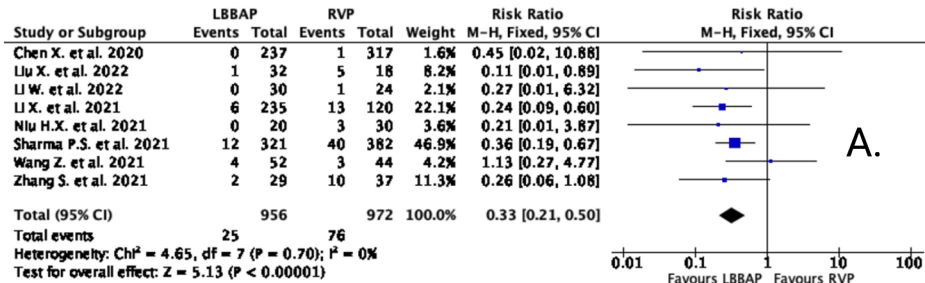 LBBAP RVP Risk Ratio Risk Ratio
Study or Subgroup Events Total Events Total Weight M-H, Fixed, 95% CI M-H, Fixed, 95% CI
Chen X. et al. 2020 0 237 1 317 1.6% 0.45 [0.02, 10.88]
Liu X. et al. 2022 1 32 5 18 8.2% 0.11 [0.01, 0.89]
LI W. et al. 2022 0 30 1 24 2.1% 0.27 [0.01, 6.32]
LI X. et al. 2021 6 235 13 120 22.1% 0.24 [0.09, 0.60]
Niu H.X. et al. 2021 0 20 3 30 3.6% 0.21 [0.01, 3.87]
Sharma P.S. et al. 2021 12 321 40 382 46.9% 0.36 [0.19, 0.67]
Wang Z. et al. 2021 4 52 3 44 4.2% 1.13 [0.27, 4.77]
Zhang S. et al. 2021 2 29 10 37 11.3% 0.26 [0.06, 1.08]
A.
Total (95% CI) 956 972 100.0% 0.33 [0.21, 0.50]
Total events 25 76
Heterogeneity: Chi² = 4.65, df = 7 (P = 0.70); I² = 0%
Test for overall effect: Z = 5.13 (P < 0.00001)
0.01 0.1 1 10 100
Favours LBBAP Favours RVP